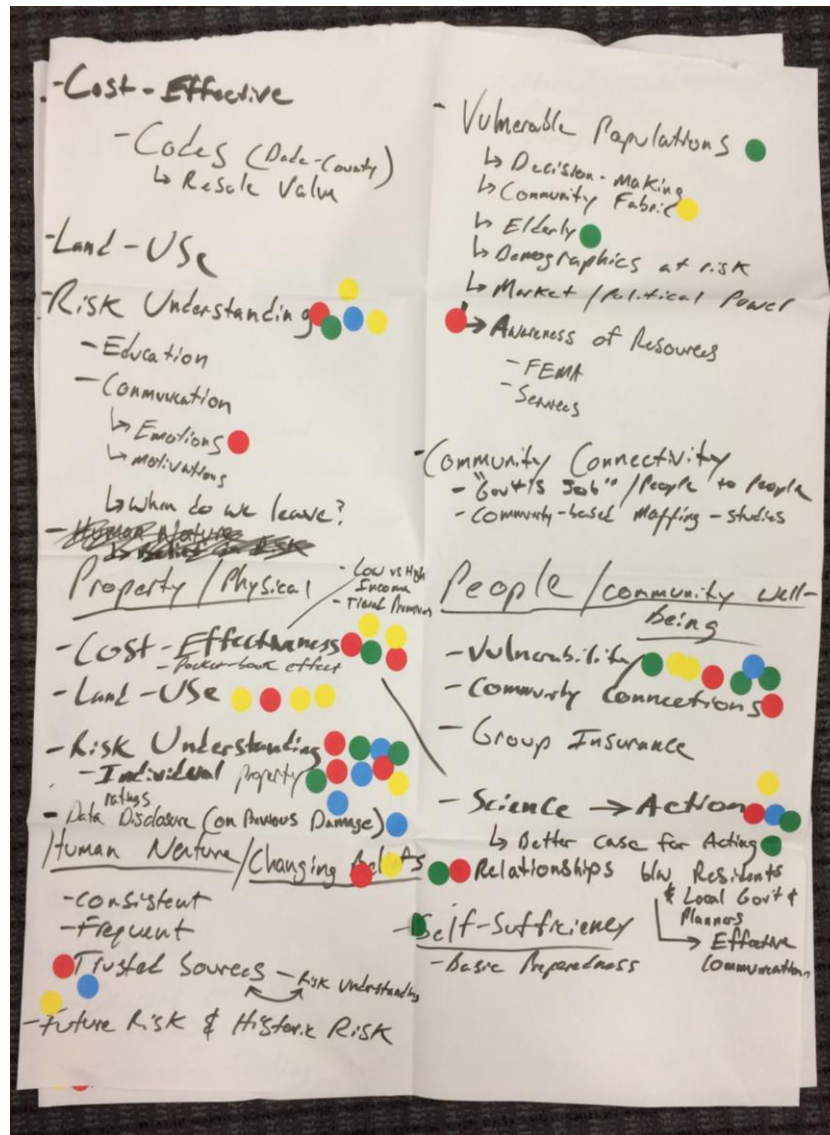 - Cost-Effective
- Codes (Dade-County)
↳ Resale Value
- Land-Use
- Risk Understanding
- Education
- Communication
↳ Emotions
↳ motivations
↳ when do we leave?
- Human Nature
Property / Physical
- Low vs High
Income
- Tiered
- Cost-Effectiveness
- Pocket-book effect
- Land-Use
- Risk Understanding
- Individual property
ratings
- Data Disclosure (on Previous Damage)
Human Nature / Changing
- consistent
- Frequent
- Trusted Sources - Risk Understanding
- Future Risk & Historic Risk
- Vulnerable Populations
↳ Decision-Making
↳ Community Fabric
↳ Elderly
↳ Demographics at risk
↳ Market / Political Power
→ Awareness of Resources
- FEMA
- Services
- Community Connectivity
- "Gov't's Job" / People to People
- Community-based Mapping - studies
People / community well-
being
- Vulnerability
- Community Connections
- Group Insurance
- Science → Action
↳ Better case for Acting
Relationships b/w Residents
& Local Gov't &
Planners
→ Effective
Communication
- Self-Sufficiency
- Basic Preparedness